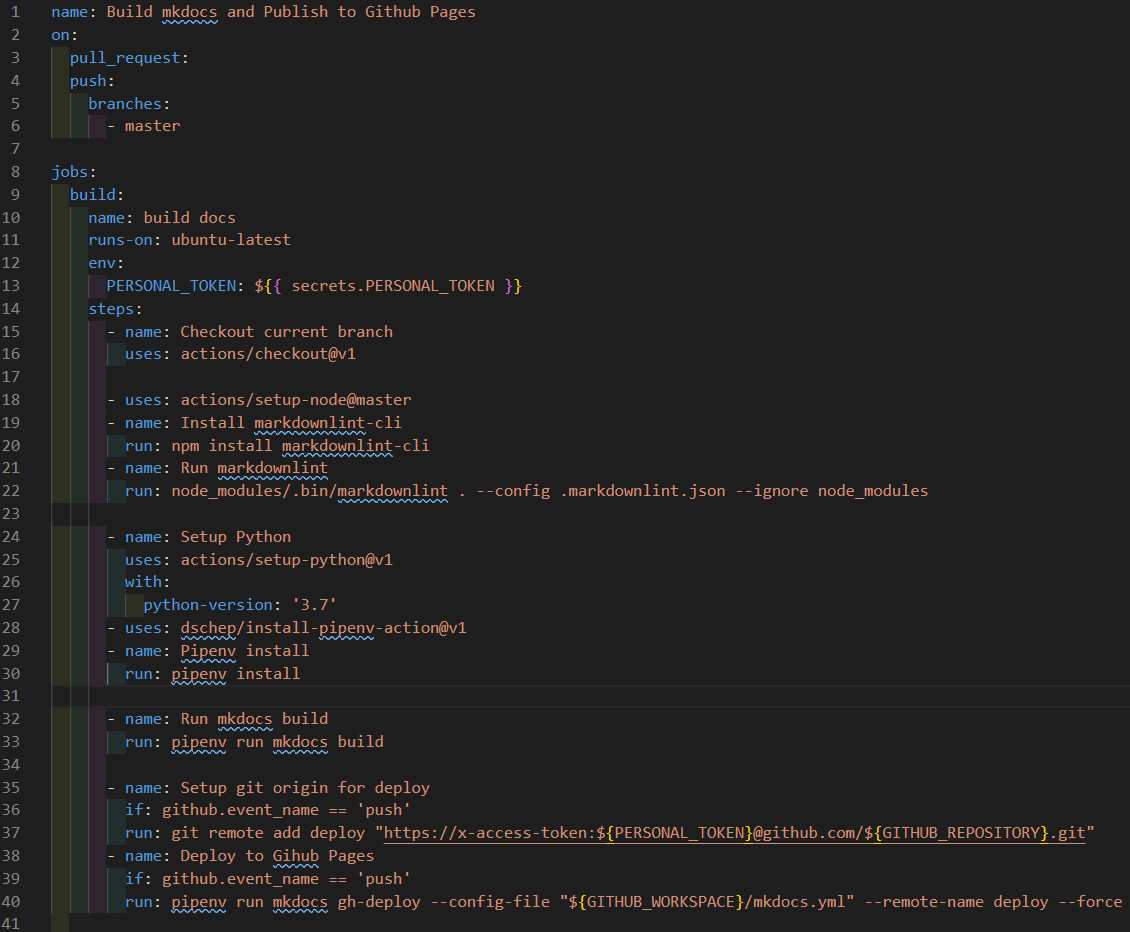 1 name: Build mkdocs and Publish to Github Pages
2 on:
3   pull_request:
4   push:
5     branches:
6       - master
7
8 jobs:
9   build:
10     name: build docs
11     runs-on: ubuntu-latest
12     env:
13       PERSONAL_TOKEN: ${{ secrets.PERSONAL_TOKEN }}
14     steps:
15       - name: Checkout current branch
16         uses: actions/checkout@v1
17
18       - uses: actions/setup-node@master
19       - name: Install markdownlint-cli
20         run: npm install markdownlint-cli
21       - name: Run markdownlint
22         run: node_modules/.bin/markdownlint . --config .markdownlint.json --ignore node_modules
23
24       - name: Setup Python
25         uses: actions/setup-python@v1
26         with:
27           python-version: '3.7'
28       - uses: dschep/install-pipenv-action@v1
29       - name: Pipenv install
30         run: pipenv install
31
32       - name: Run mkdocs build
33         run: pipenv run mkdocs build
34
35       - name: Setup git origin for deploy
36         if: github.event_name == 'push'
37         run: git remote add deploy "https://x-access-token:${PERSONAL_TOKEN}@github.com/${GITHUB_REPOSITORY}.git"
38       - name: Deploy to Gihub Pages
39         if: github.event_name == 'push'
40         run: pipenv run mkdocs gh-deploy --config-file "${GITHUB_WORKSPACE}/mkdocs.yml" --remote-name deploy --force
41